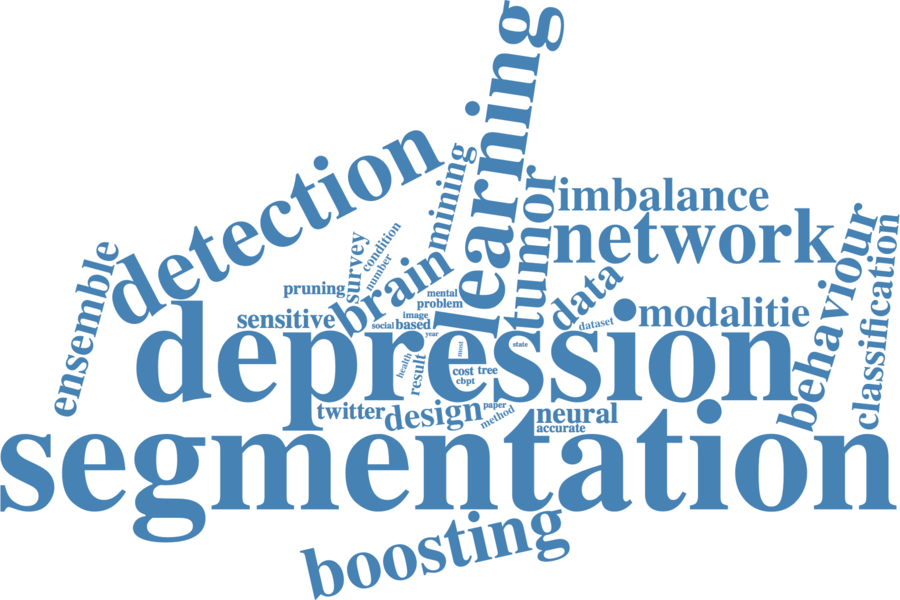 learning
detection
mining
tumor
imbalance
network
behaviour
classification
ensemble
condition
survey
number
brain
data
pruning
mental
problem
modalitie
sensitive
image
social
based
year
dataset
depression
most
state
health
result
cost
tree
cbpt
twitter
design
paper
method
neural
accurate
segmentation
boosting